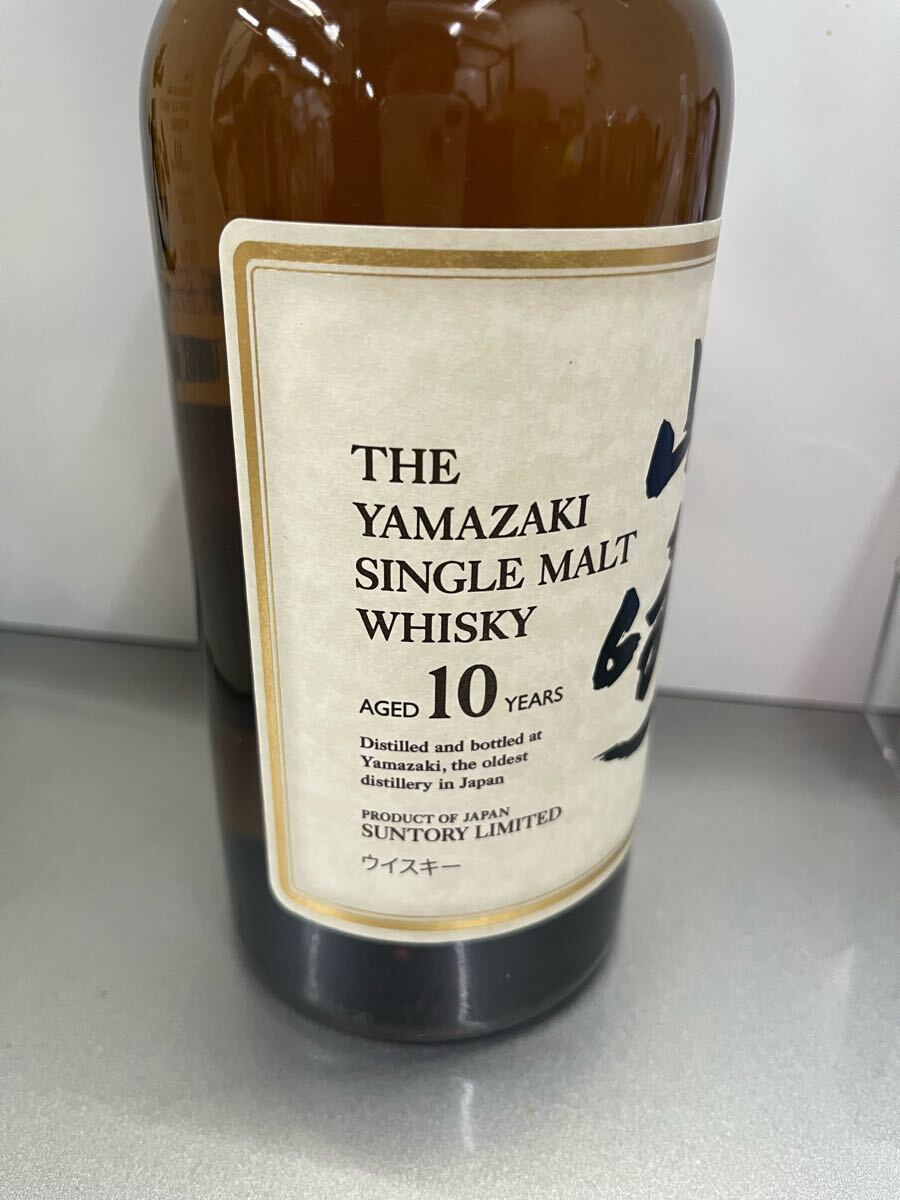 THE
YAMAZAKI
SINGLE MALT
WHISKY
AGED 10 YEARS
Distilled and bottled at
Yamazaki, the oldest
distillery in Japan
PRODUCT OF JAPAN
SUNTORY LIMITED
ウイスキー